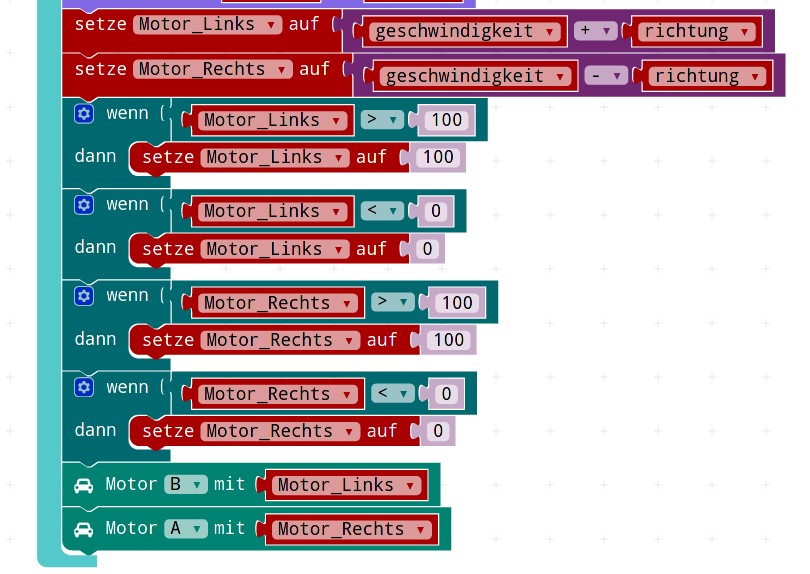 setze Motor_Links ▾ auf geschwindigkeit ▾ + ▾ richtung ▾
setze Motor_Rechts ▾ auf geschwindigkeit ▾ - ▾ richtung ▾
wenn Motor_Links ▾ > ▾ 100
dann setze Motor_Links ▾ auf 100
wenn Motor_Links ▾ < ▾ 0
dann setze Motor_Links ▾ auf 0
wenn Motor_Rechts ▾ > ▾ 100
dann setze Motor_Rechts ▾ auf 100
wenn Motor_Rechts ▾ < ▾ 0
dann setze Motor_Rechts ▾ auf 0
Motor B ▾ mit Motor_Links ▾
Motor A ▾ mit Motor_Rechts ▾